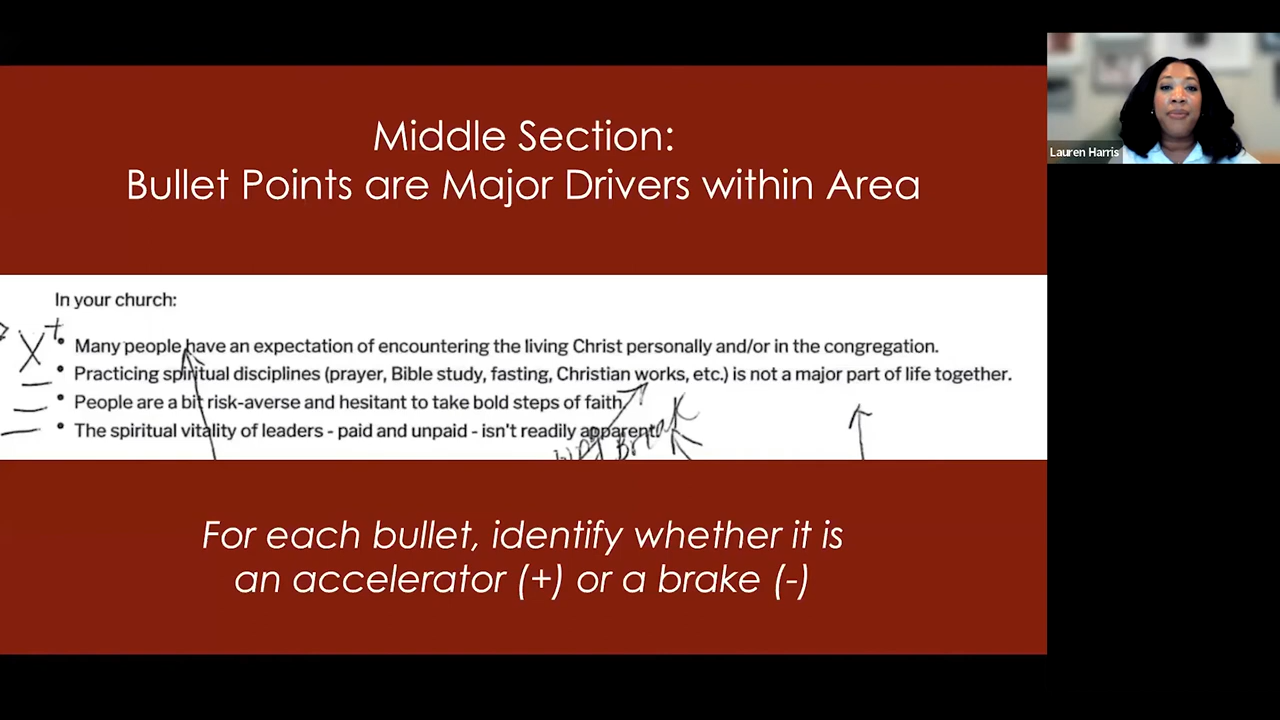 Middle Section:
Bullet Points are Major Drivers within Area
Lauren Harris
In your church:
X +
• Many people have an expectation of encountering the living Christ personally and/or in the congregation.
– • Practicing spiritual disciplines (prayer, Bible study, fasting, Christian works, etc.) is not a major part of life together.
– • People are a bit risk-averse and hesitant to take bold steps of faith.
– • The spiritual vitality of leaders - paid and unpaid - isn't readily apparent.
Break
For each bullet, identify whether it is
an accelerator (+) or a brake (-)